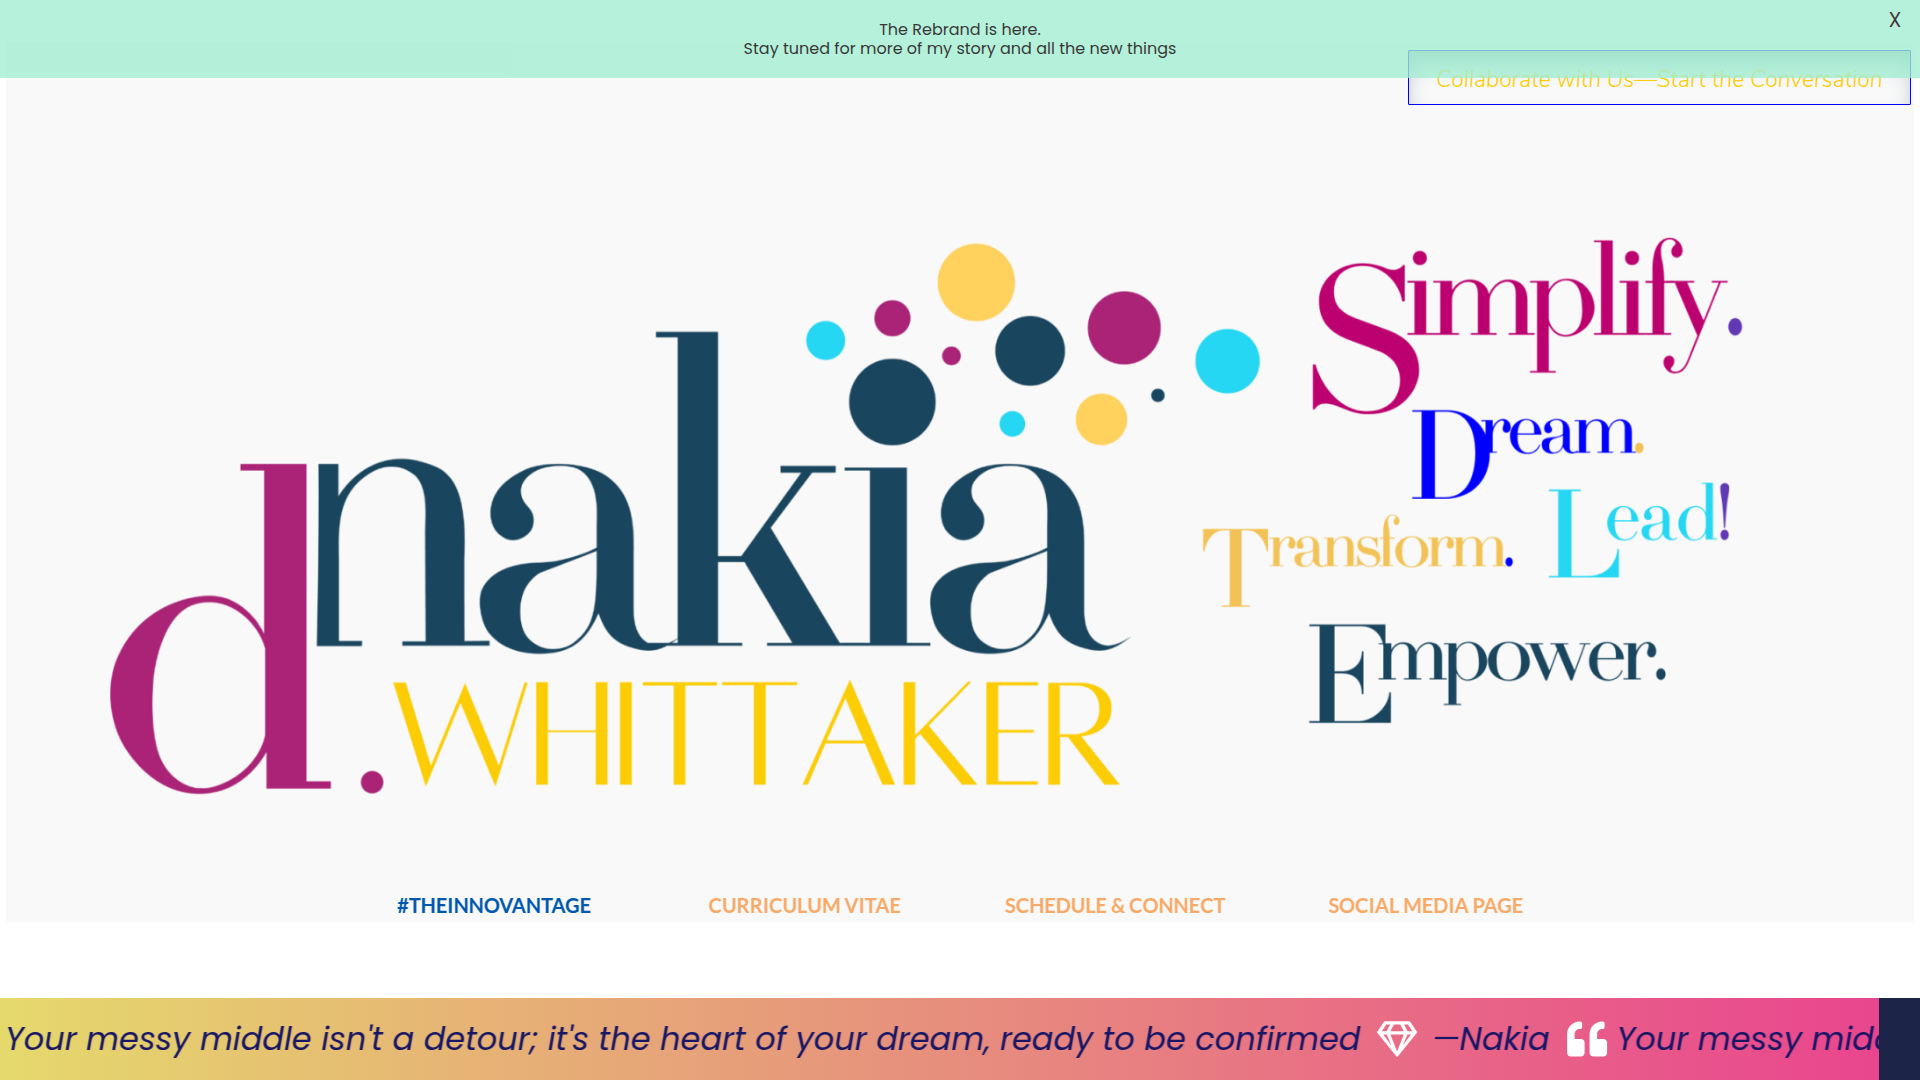 The Rebrand is here.
Stay tuned for more of my story and all the new things
X
Collaborate with Us—Start the Conversation
d.nakia
WHITTAKER
Simplify.
Dream.
Transform. Lead!
Empower.
#THEINNOVANTAGE CURRICULUM VITAE SCHEDULE & CONNECT SOCIAL MEDIA PAGE
Your messy middle isn't a detour; it's the heart of your dream, ready to be confirmed —Nakia ❝ Your messy